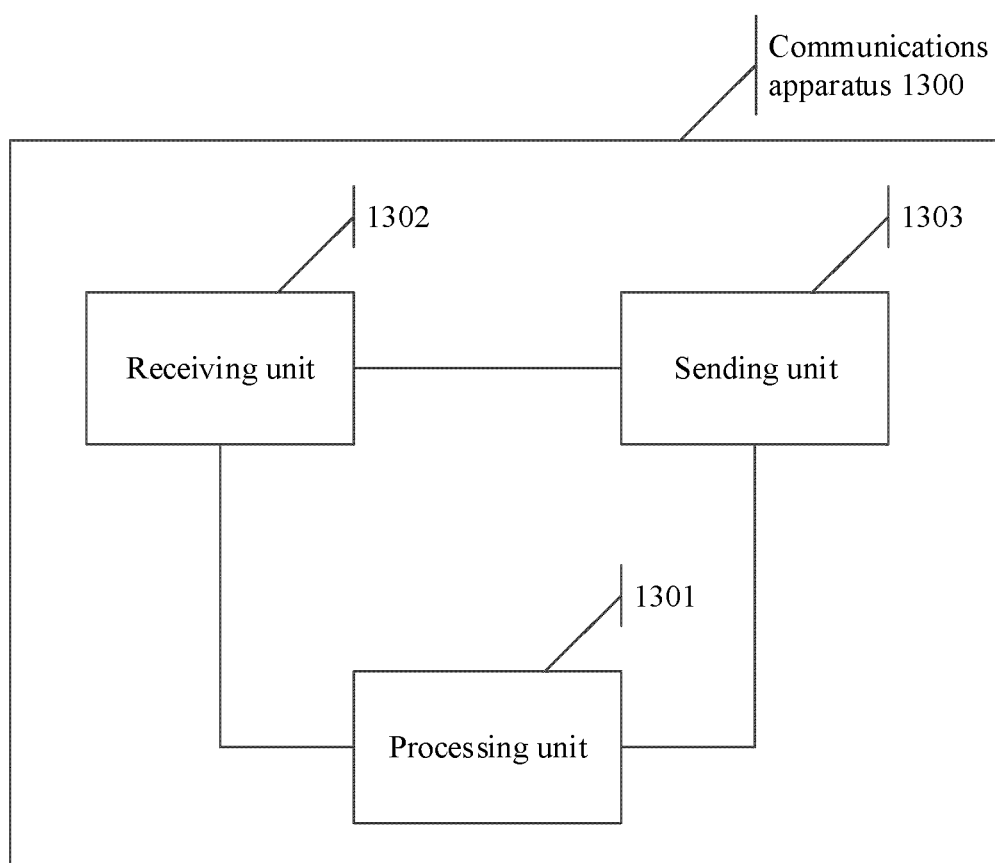 Communications
apparatus 1300
1302
1303
Receiving unit
Sending unit
1301
Processing unit